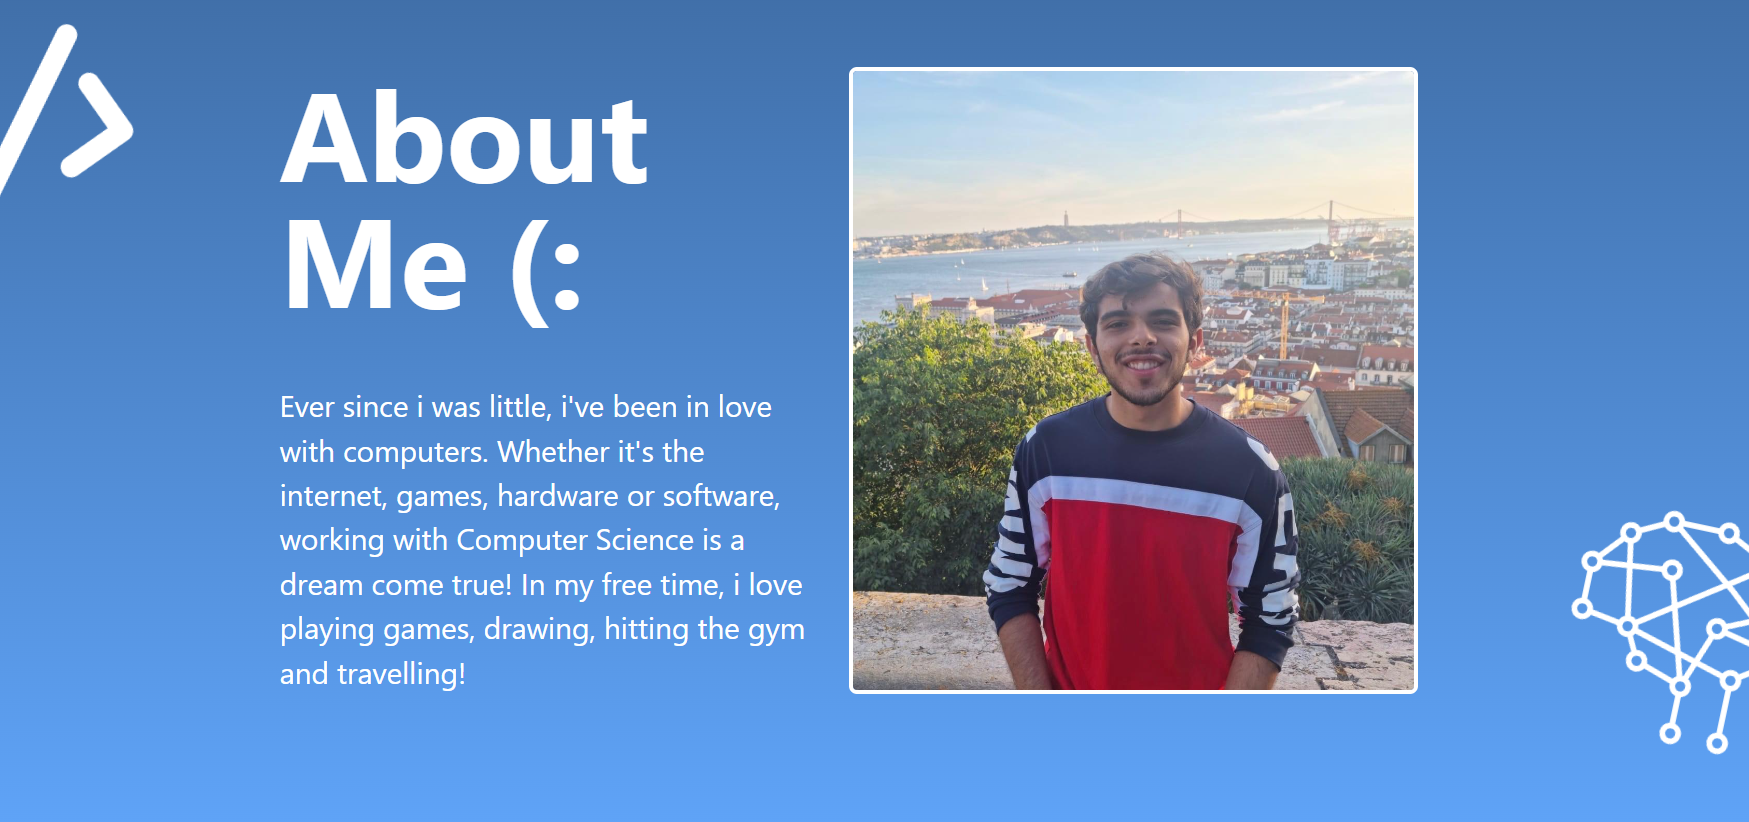 About
Me (:
Ever since i was little, i've been in love
with computers. Whether it's the
internet, games, hardware or software,
working with Computer Science is a
dream come true! In my free time, i love
playing games, drawing, hitting the gym
and travelling!